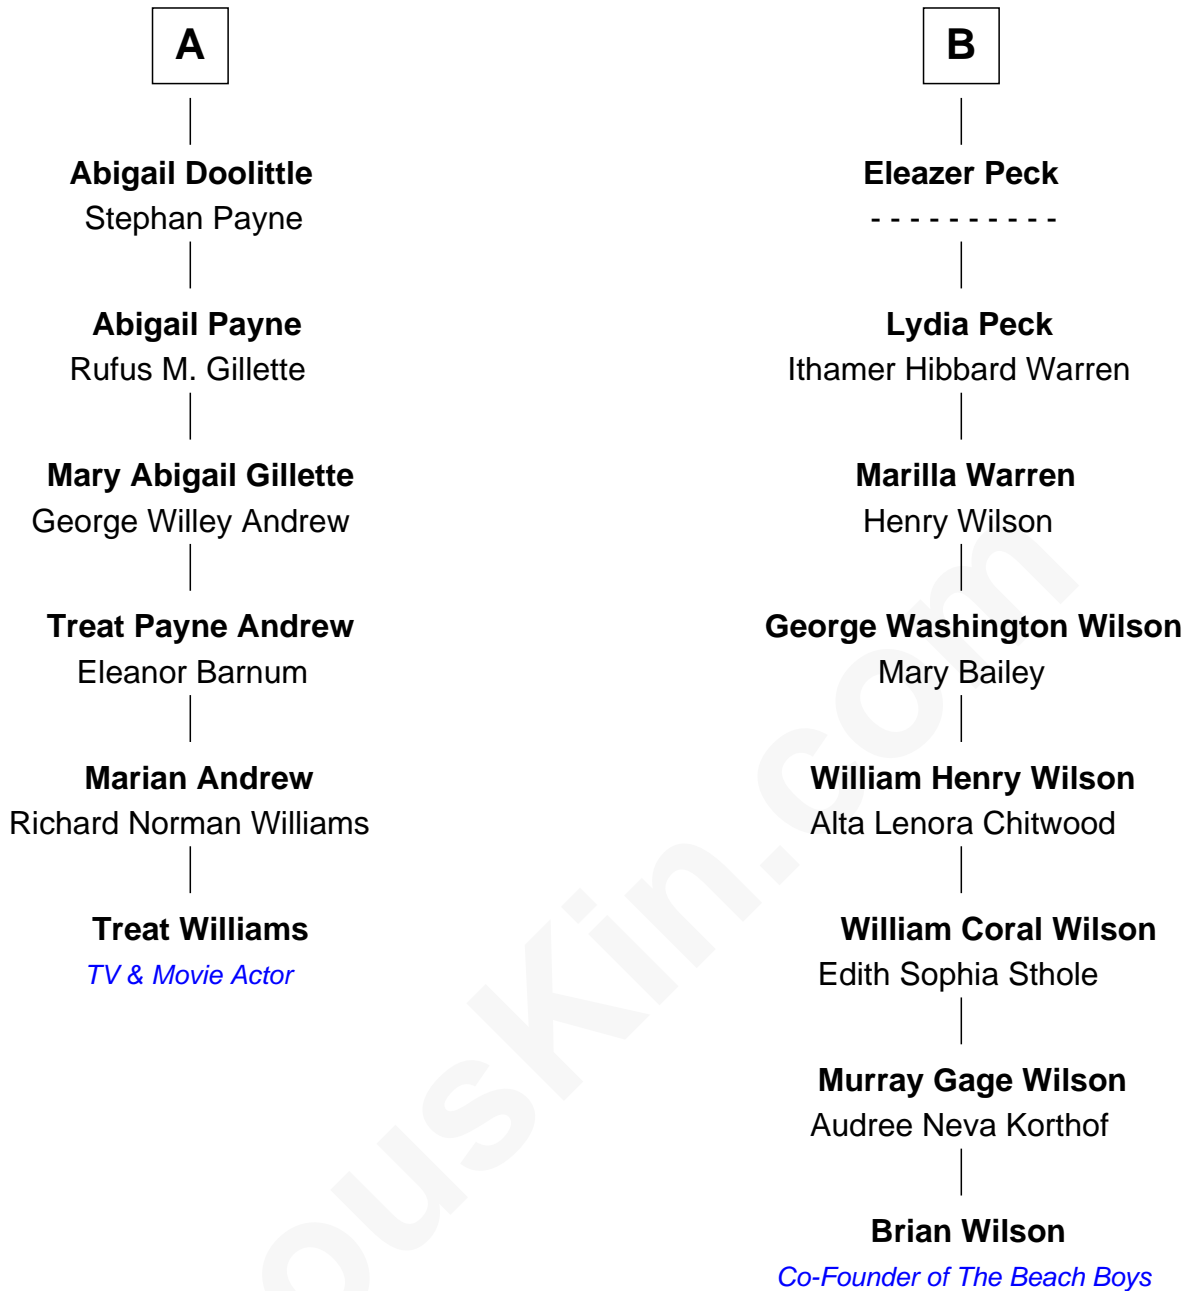 A
Abigail Doolittle
Stephan Payne
Abigail Payne
Rufus M. Gillette
Mary Abigail Gillette
George Willey Andrew
Treat Payne Andrew
Eleanor Barnum
Marian Andrew
Richard Norman Williams
Treat Williams
TV & Movie Actor
B
Eleazer Peck
- - - - - - - - - -
Lydia Peck
Ithamer Hibbard Warren
Marilla Warren
Henry Wilson
George Washington Wilson
Mary Bailey
William Henry Wilson
Alta Lenora Chitwood
William Coral Wilson
Edith Sophia Sthole
Murray Gage Wilson
Audree Neva Korthof
Brian Wilson
Co-Founder of The Beach Boys
ousKin.com